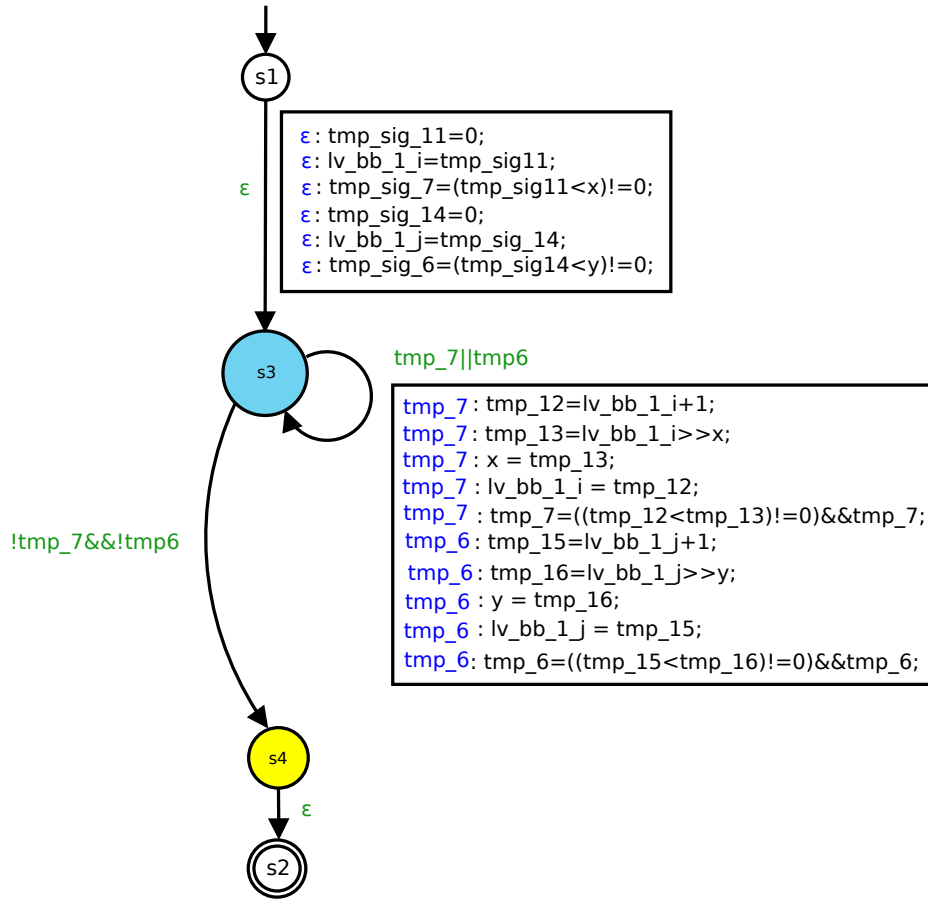 s1
ε
ε: tmp_sig_11=0;
ε: lv_bb_1_i=tmp_sig11;
ε: tmp_sig_7=(tmp_sig11<x)!=0;
ε: tmp_sig_14=0;
ε: lv_bb_1_j=tmp_sig_14;
ε: tmp_sig_6=(tmp_sig14<y)!=0;
s3
tmp_7||tmp6
tmp_7 : tmp_12=lv_bb_1_i+1;
tmp_7 : tmp_13=lv_bb_1_i>>x;
tmp_7 : x = tmp_13;
tmp_7 : lv_bb_1_i = tmp_12;
tmp_7 : tmp_7=((tmp_12<tmp_13)!=0)&&tmp_7;
tmp_6 : tmp_15=lv_bb_1_j+1;
tmp_6 : tmp_16=lv_bb_1_j>>y;
tmp_6 : y = tmp_16;
tmp_6 : lv_bb_1_j = tmp_15;
tmp_6: tmp_6=((tmp_15<tmp_16)!=0)&&tmp_6;
!tmp_7&&!tmp6
s4
ε
s2